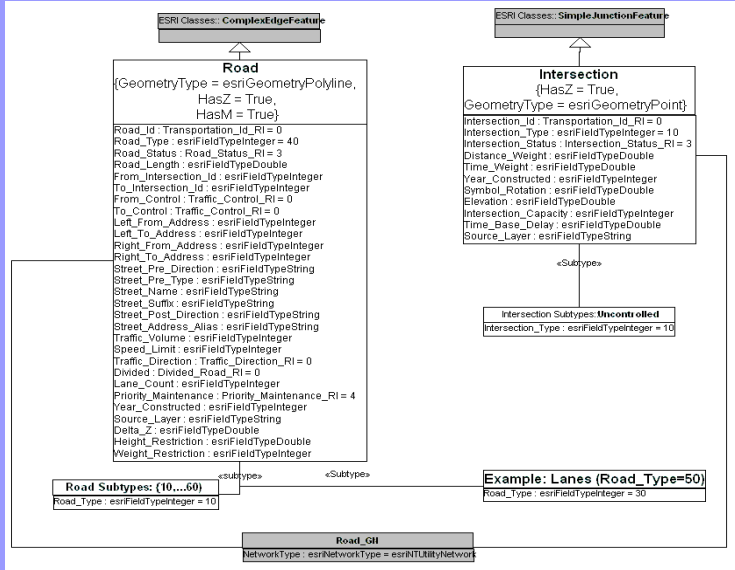 ESRI Classes:: ComplexEdgeFeature
Road
{GeometryType = esriGeometryPolyline,
HasZ = True,
HasM = True}
Road_Id : Transportation_Id_RI = 0
Road_Type : esriFieldTypeInteger = 40
Road_Status : Road_Status_RI = 3
Road_Length : esriFieldTypeDouble
From_Intersection_Id : esriFieldTypeInteger
To_Intersection_Id : esriFieldTypeInteger
From_Control : Traffic_Control_RI = 0
To_Control : Traffic_Control_RI = 0
Left_From_Address : esriFieldTypeInteger
Left_To_Address : esriFieldTypeInteger
Right_From_Address : esriFieldTypeInteger
Right_To_Address : esriFieldTypeInteger
Street_Pre_Direction : esriFieldTypeString
Street_Pre_Type : esriFieldTypeString
Street_Name : esriFieldTypeString
Street_Suffix : esriFieldTypeString
Street_Post_Direction : esriFieldTypeString
Street_Address_Alias : esriFieldTypeString
Traffic_Volume : esriFieldTypeInteger
Speed_Limit : esriFieldTypeInteger
Traffic_Direction : Traffic_Direction_RI = 0
Divided : Divided_Road_RI = 0
Lane_Count : esriFieldTypeInteger
Priority_Maintenance : Priority_Maintenance_RI = 4
Year_Constructed : esriFieldTypeInteger
Source_Layer : esriFieldTypeString
Delta_Z : esriFieldTypeDouble
Height_Restriction : esriFieldTypeDouble
Weight_Restriction : esriFieldTypeInteger
ESRI Classes:: SimpleJunctionFeature
Intersection
{HasZ = True,
GeometryType = esriGeometryPoint}
Intersection_Id : Transportation_Id_RI = 0
Intersection_Type : esriFieldTypeInteger = 10
Intersection_Status : Intersection_Status_RI = 3
Distance_Weight : esriFieldTypeDouble
Time_Weight : esriFieldTypeDouble
Year_Constructed : esriFieldTypeInteger
Symbol_Rotation : esriFieldTypeDouble
Elevation : esriFieldTypeDouble
Intersection_Capacity : esriFieldTypeInteger
Time_Base_Delay : esriFieldTypeDouble
Source_Layer : esriFieldTypeString
«Subtype»
Intersection Subtypes::Uncontrolled
Intersection_Type : esriFieldTypeInteger = 10
«subtype»
«Subtype»
Road Subtypes: {10,...60)
Road_Type : esriFieldTypeInteger = 10
Example: Lanes (Road_Type=50)
Road_Type : esriFieldTypeInteger = 30
Road_GN
NetworkType : esriNetworkType = esriNTUtilityNetwork